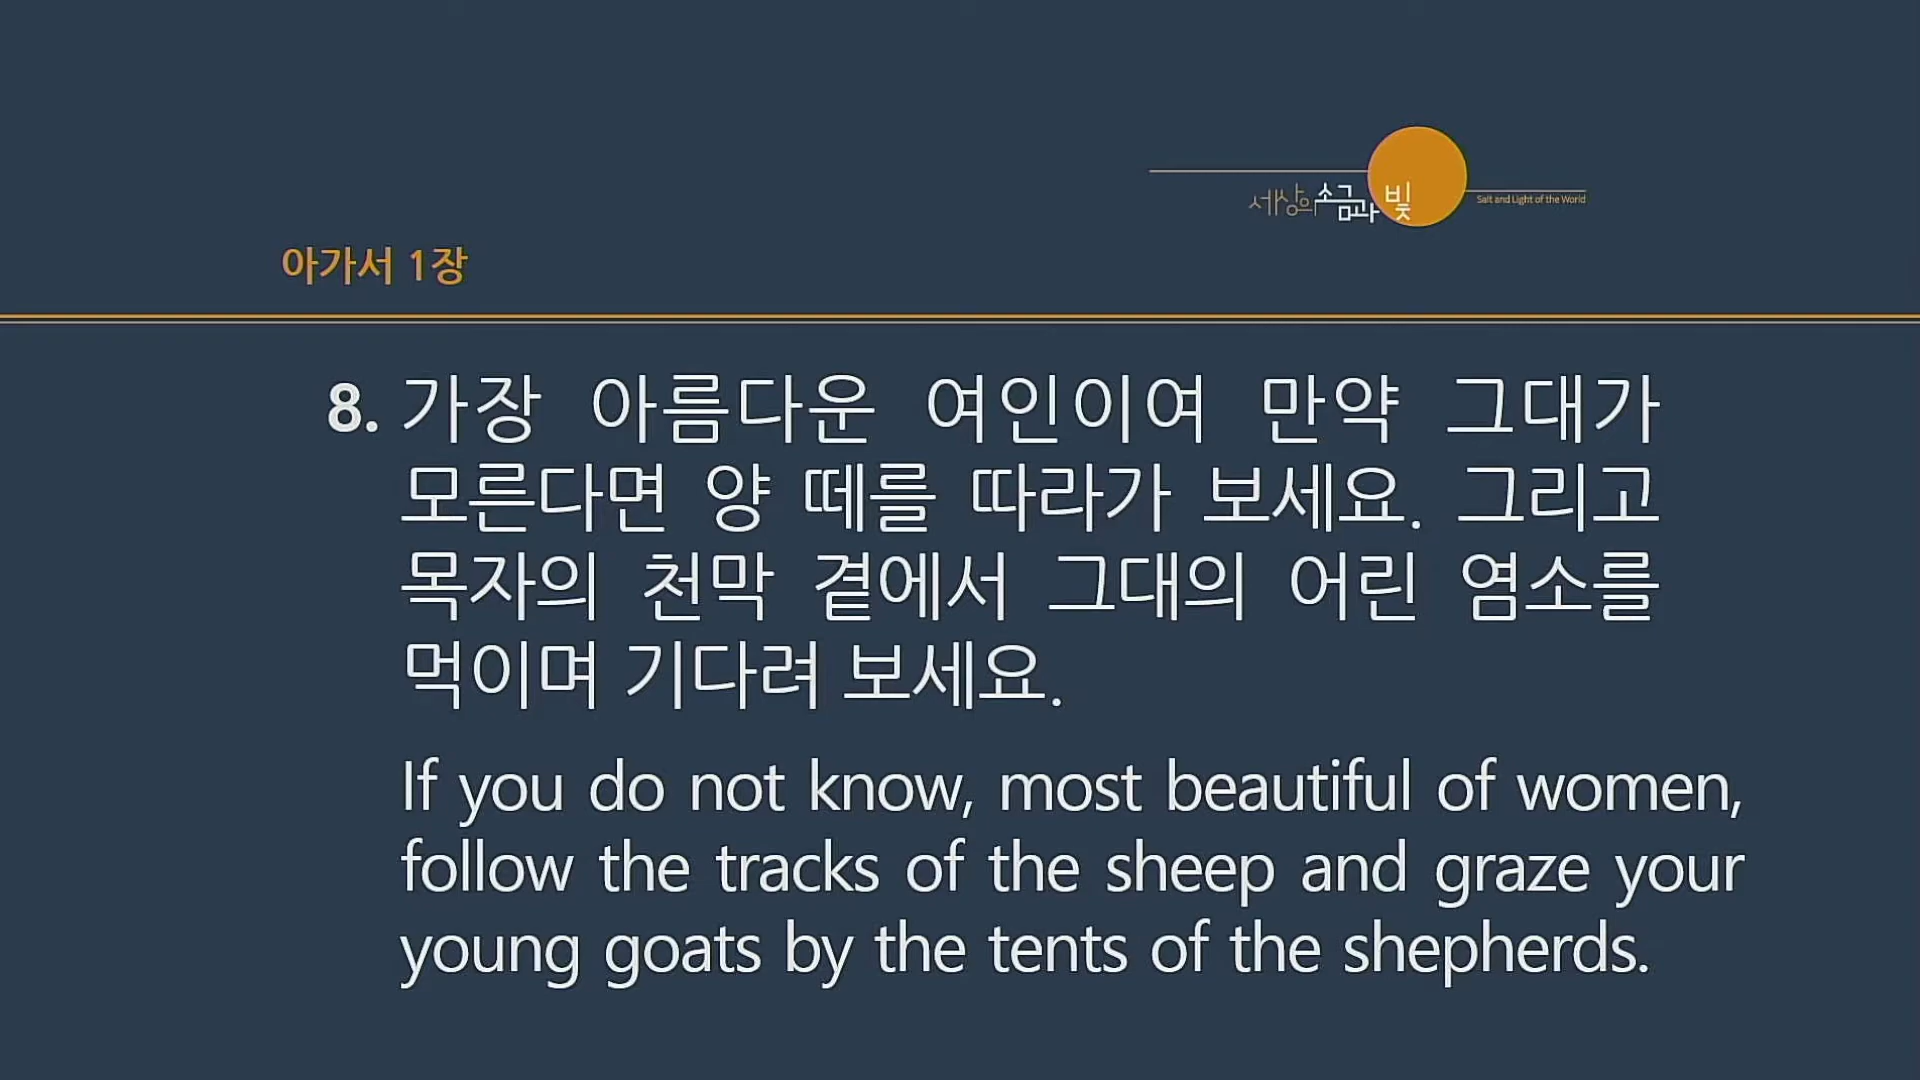 세상의소금과 빛
Salt and Light of the World
아가서 1장
8. 가장 아름다운 여인이여 만약 그대가
모른다면 양 떼를 따라가 보세요. 그리고
목자의 천막 곁에서 그대의 어린 염소를
먹이며 기다려 보세요.
If you do not know, most beautiful of women,
follow the tracks of the sheep and graze your
young goats by the tents of the shepherds.